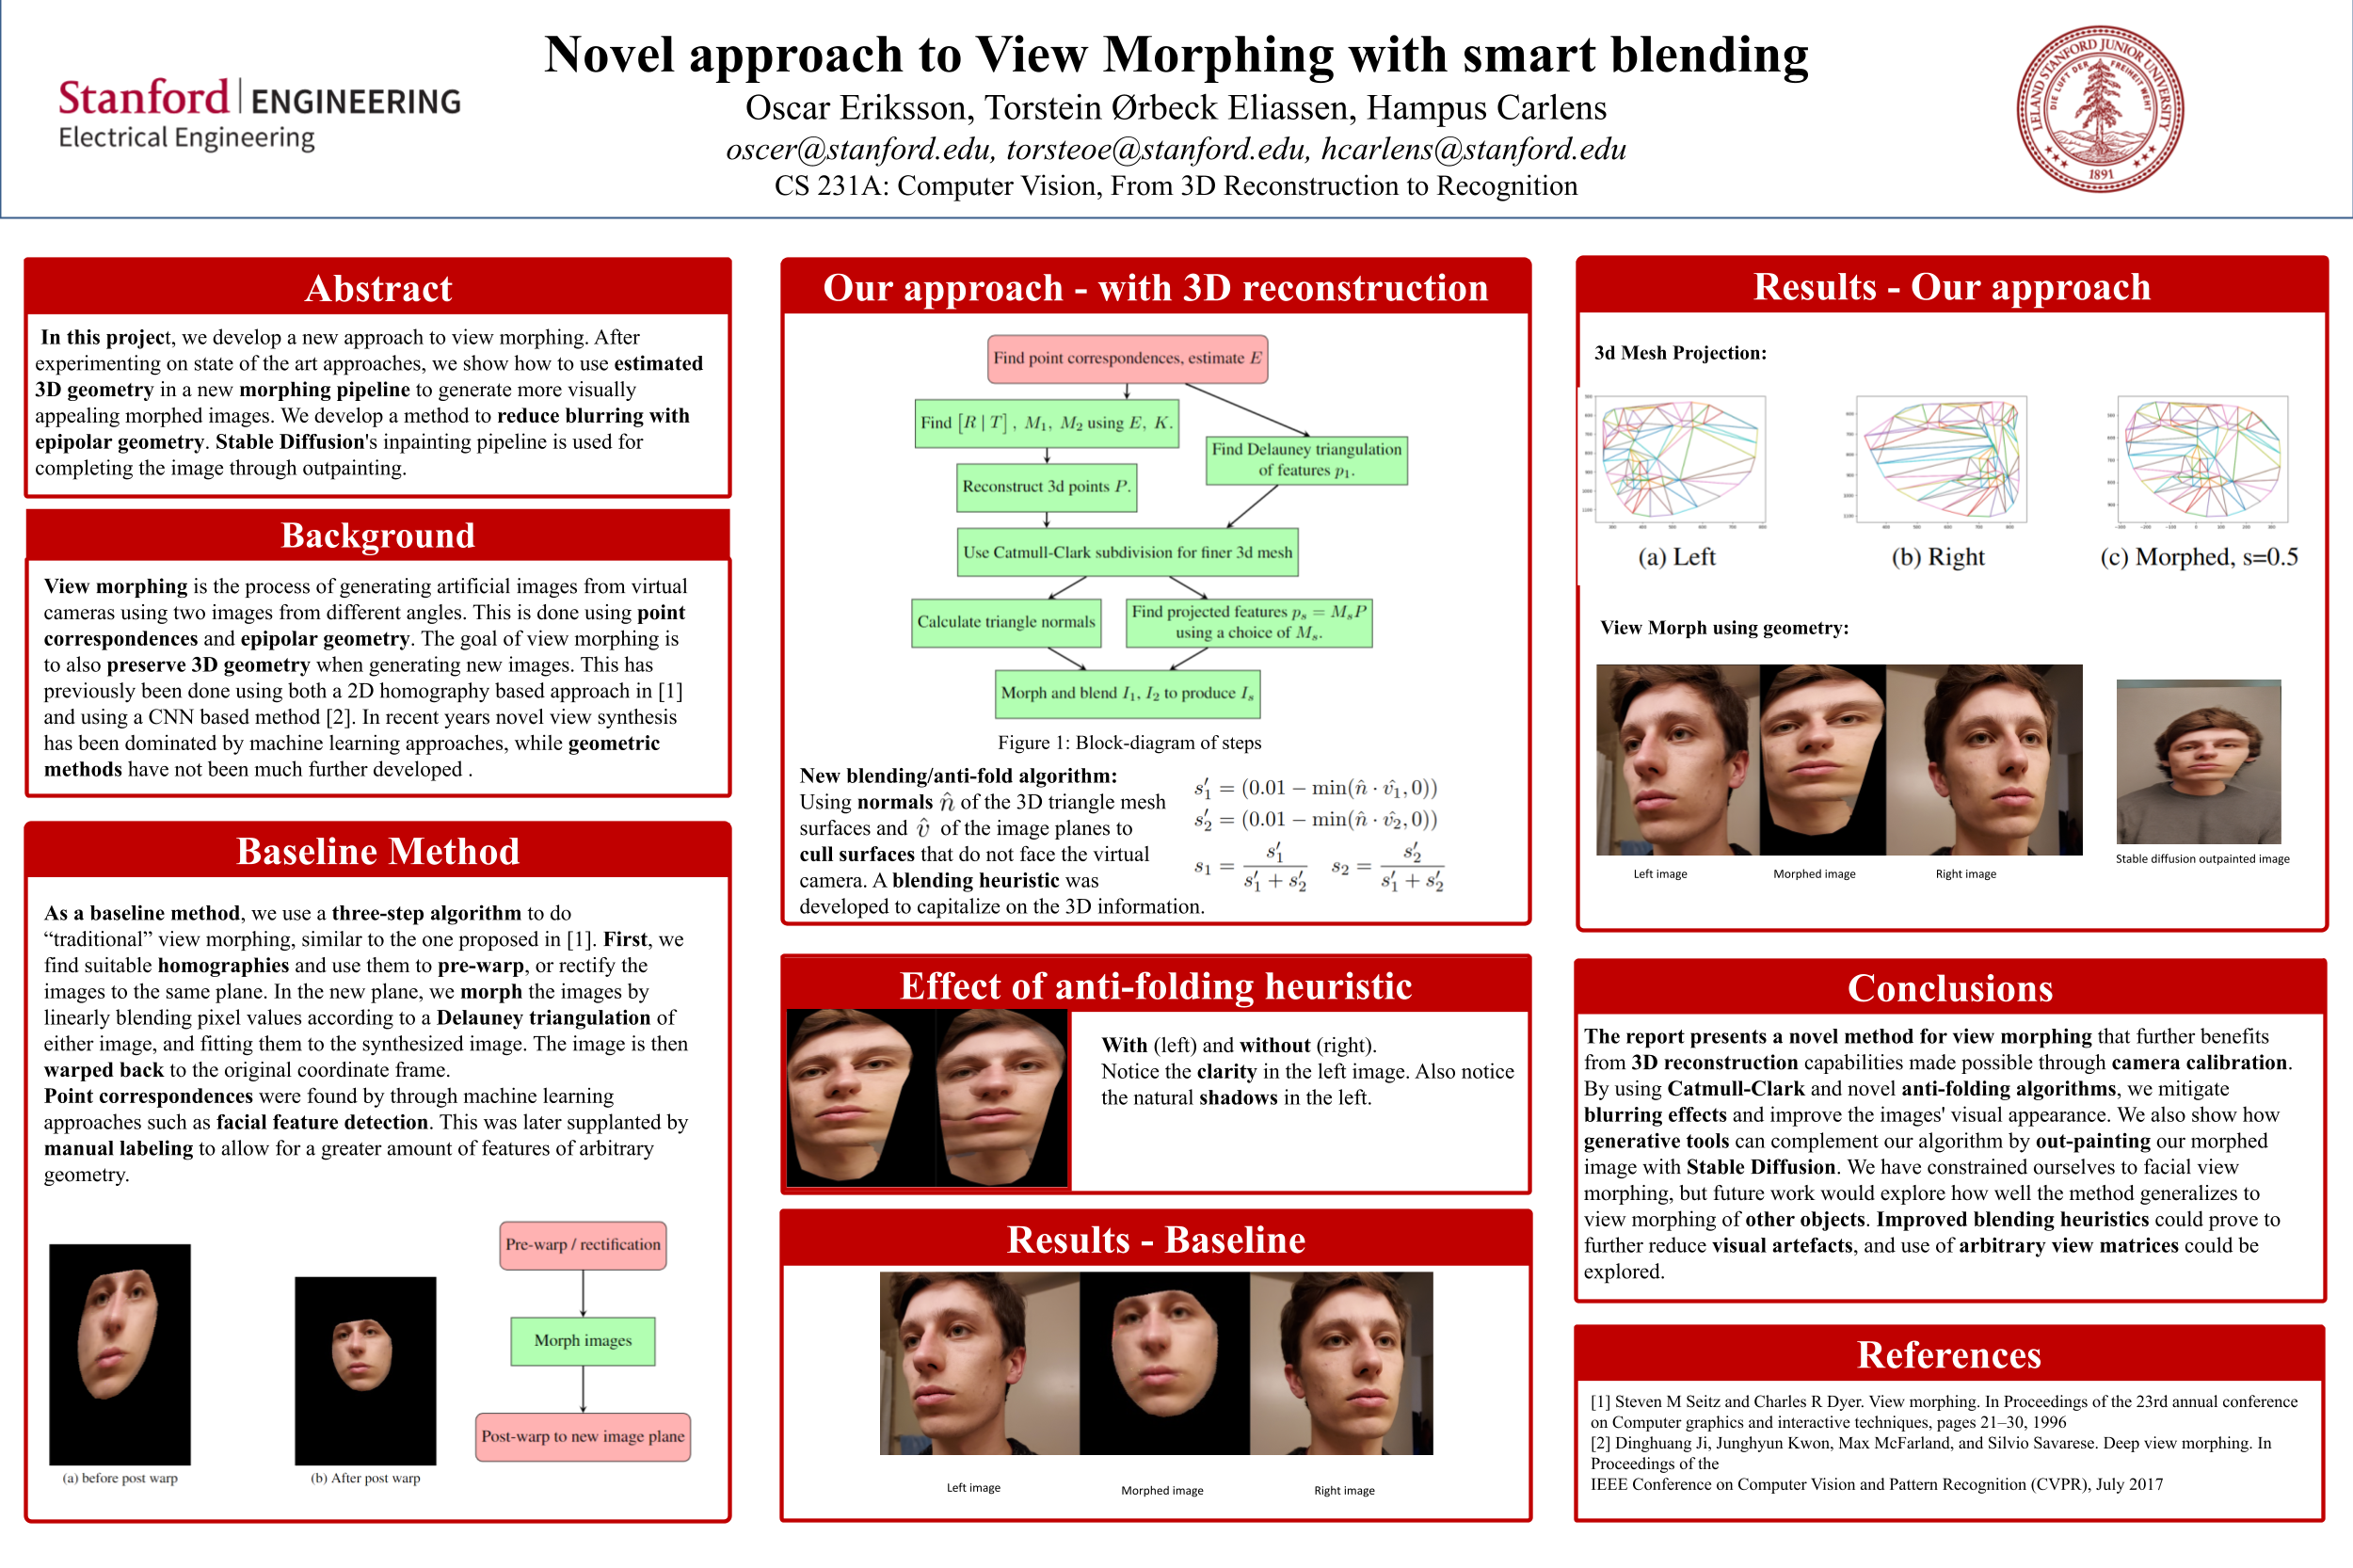 Stanford | ENGINEERING
Electrical Engineering
Novel approach to View Morphing with smart blending
Oscar Eriksson, Torstein Ørbeck Eliassen, Hampus Carlens
oscer@stanford.edu, torsteoe@stanford.edu, hcarlens@stanford.edu
CS 231A: Computer Vision, From 3D Reconstruction to Recognition
LELAND STANFORD JUNIOR UNIVERSITY
DIE LUFT DER FREIHEIT WEHT
1891
Abstract
In this project, we develop a new approach to view morphing. After
experimenting on state of the art approaches, we show how to use estimated
3D geometry in a new morphing pipeline to generate more visually
appealing morphed images. We develop a method to reduce blurring with
epipolar geometry. Stable Diffusion's inpainting pipeline is used for
completing the image through outpainting.
Background
View morphing is the process of generating artificial images from virtual
cameras using two images from different angles. This is done using point
correspondences and epipolar geometry. The goal of view morphing is
to also preserve 3D geometry when generating new images. This has
previously been done using both a 2D homography based approach in [1]
and using a CNN based method [2]. In recent years novel view synthesis
has been dominated by machine learning approaches, while geometric
methods have not been much further developed .
Baseline Method
As a baseline method, we use a three-step algorithm to do
“traditional” view morphing, similar to the one proposed in [1]. First, we
find suitable homographies and use them to pre-warp, or rectify the
images to the same plane. In the new plane, we morph the images by
linearly blending pixel values according to a Delauney triangulation of
either image, and fitting them to the synthesized image. The image is then
warped back to the original coordinate frame.
Point correspondences were found by through machine learning
approaches such as facial feature detection. This was later supplanted by
manual labeling to allow for a greater amount of features of arbitrary
geometry.
Pre-warp / rectification
Morph images
Post-warp to new image plane
(a) before post warp
(b) After post warp
Our approach - with 3D reconstruction
Find point correspondences, estimate E
Find [R | T] , M₁, M₂ using E, K.
Find Delauney triangulation
of features p₁.
Reconstruct 3d points P.
Use Catmull-Clark subdivision for finer 3d mesh
Calculate triangle normals
Find projected features pₛ = MₛP
using a choice of Mₛ.
Morph and blend I₁, I₂ to produce Iₛ
Figure 1: Block-diagram of steps
New blending/anti-fold algorithm:
Using normals n̂ of the 3D triangle mesh
surfaces and v̂ of the image planes to
cull surfaces that do not face the virtual
camera. A blending heuristic was
developed to capitalize on the 3D information.
s′₁ = (0.01 − min(n̂ · v̂₁, 0))
s′₂ = (0.01 − min(n̂ · v̂₂, 0))
s₁ = s′₁ / (s′₁ + s′₂) s₂ = s′₂ / (s′₁ + s′₂)
Effect of anti-folding heuristic
With (left) and without (right).
Notice the clarity in the left image. Also notice
the natural shadows in the left.
Results - Baseline
Left image
Morphed image
Right image
Results - Our approach
3d Mesh Projection:
(a) Left
(b) Right
(c) Morphed, s=0.5
View Morph using geometry:
Left image
Morphed image
Right image
Stable diffusion outpainted image
Conclusions
The report presents a novel method for view morphing that further benefits
from 3D reconstruction capabilities made possible through camera calibration.
By using Catmull-Clark and novel anti-folding algorithms, we mitigate
blurring effects and improve the images' visual appearance. We also show how
generative tools can complement our algorithm by out-painting our morphed
image with Stable Diffusion. We have constrained ourselves to facial view
morphing, but future work would explore how well the method generalizes to
view morphing of other objects. Improved blending heuristics could prove to
further reduce visual artefacts, and use of arbitrary view matrices could be
explored.
References
[1] Steven M Seitz and Charles R Dyer. View morphing. In Proceedings of the 23rd annual conference
on Computer graphics and interactive techniques, pages 21–30, 1996
[2] Dinghuang Ji, Junghyun Kwon, Max McFarland, and Silvio Savarese. Deep view morphing. In
Proceedings of the
IEEE Conference on Computer Vision and Pattern Recognition (CVPR), July 2017